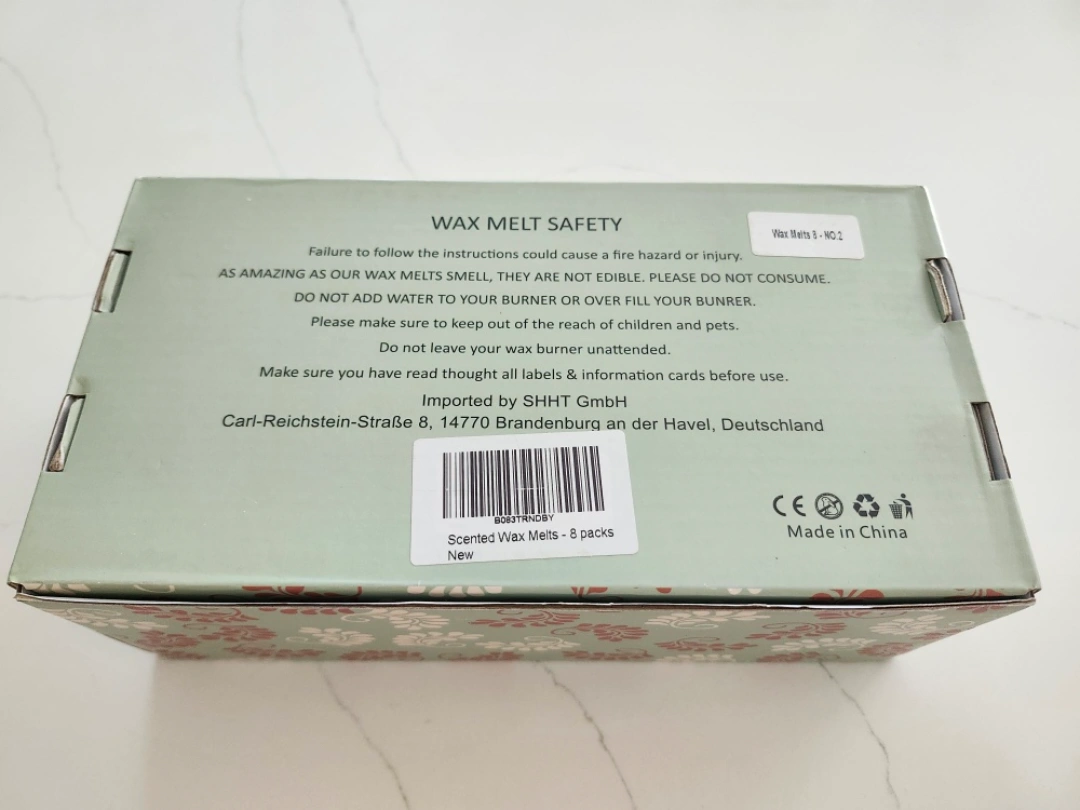 WAX MELT SAFETY
Wax Melts 8 - NO.2
Failure to follow the instructions could cause a fire hazard or injury.
AS AMAZING AS OUR WAX MELTS SMELL, THEY ARE NOT EDIBLE. PLEASE DO NOT CONSUME.
DO NOT ADD WATER TO YOUR BURNER OR OVER FILL YOUR BUNRER.
Please make sure to keep out of the reach of children and pets.
Do not leave your wax burner unattended.
Make sure you have read thought all labels & information cards before use.
Imported by SHHT GmbH
Carl-Reichstein-Straße 8, 14770 Brandenburg an der Havel, Deutschland
B083TRNDBY
Scented Wax Melts - 8 packs
New
CE
Made in China